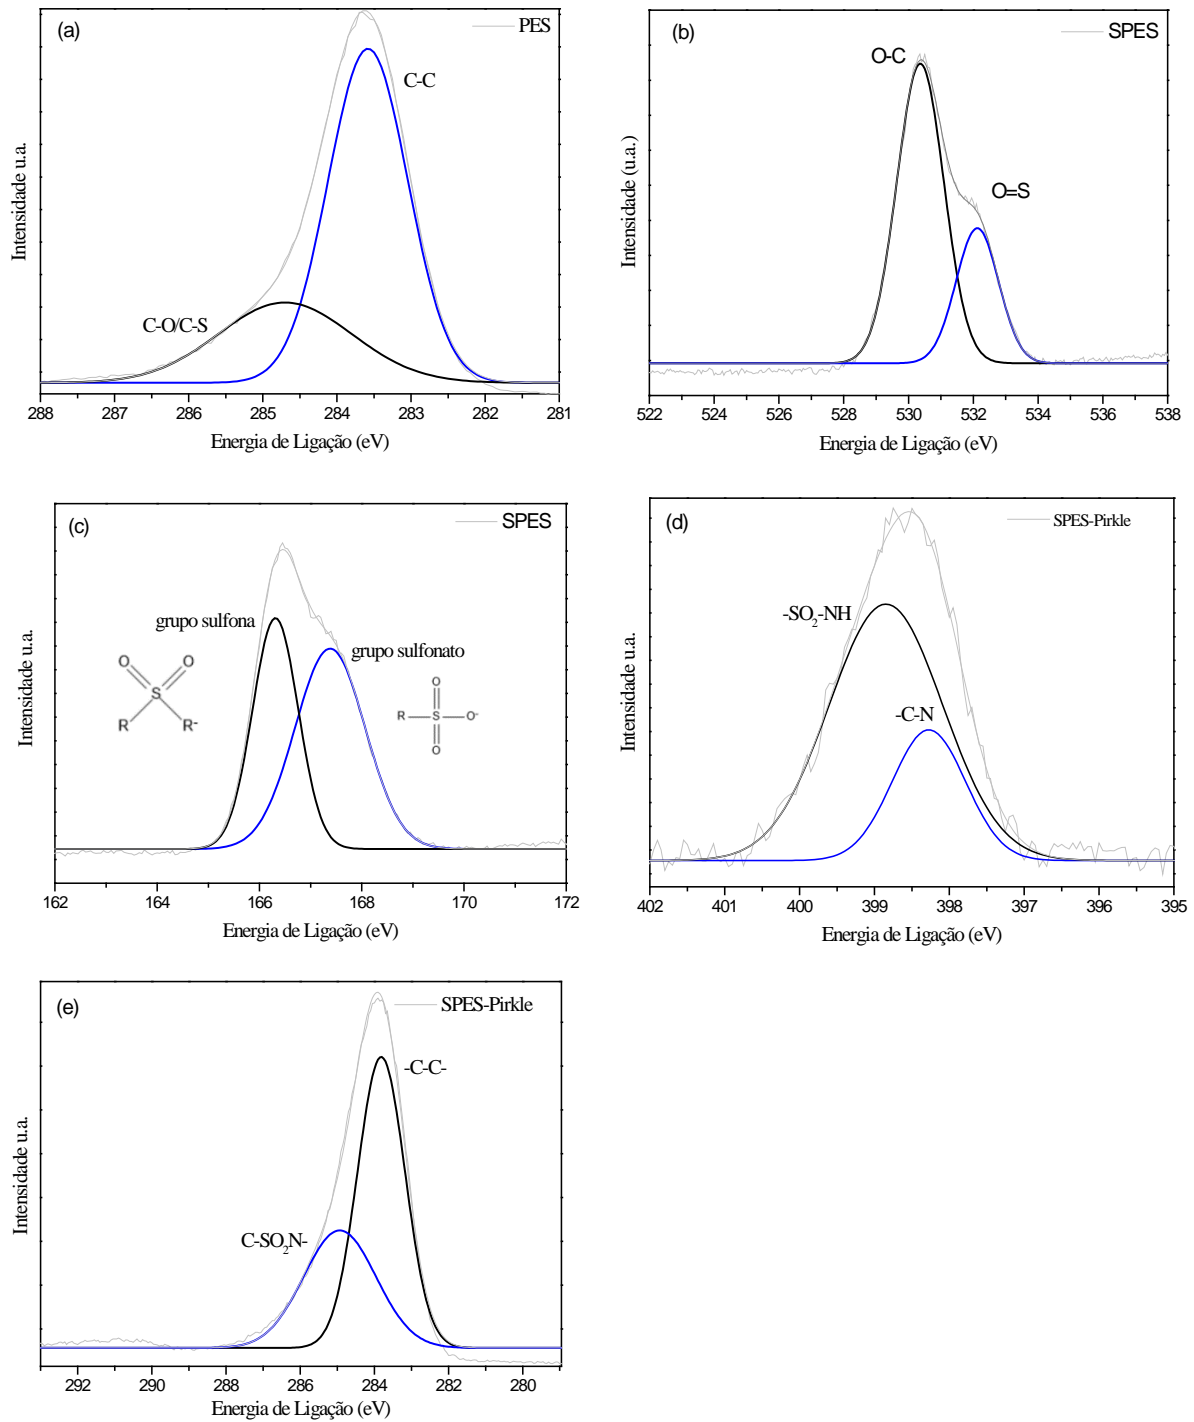 (a)
PES
C-C
C-O/C-S
Intensidade u.a.
288 287 286 285 284 283 282 281
Energia de Ligação (eV)
(b)
SPES
O-C
O=S
Intensidade (u.a.)
522 524 526 528 530 532 534 536 538
Energia de Ligação (eV)
(c)
SPES
grupo sulfona
grupo sulfonato
O O
S
R R-
O
R S O-
O
Intensidade u.a.
162 164 166 168 170 172
Energia de Ligação (eV)
(d)
SPES-Pirkle
-SO2-NH
-C-N
Intensidade u.a.
402 401 400 399 398 397 396 395
Energia de Ligação (eV)
(e)
SPES-Pirkle
-C-C-
C-SO2N-
Intensidade u.a.
292 290 288 286 284 282 280
Energia de Ligação (eV)